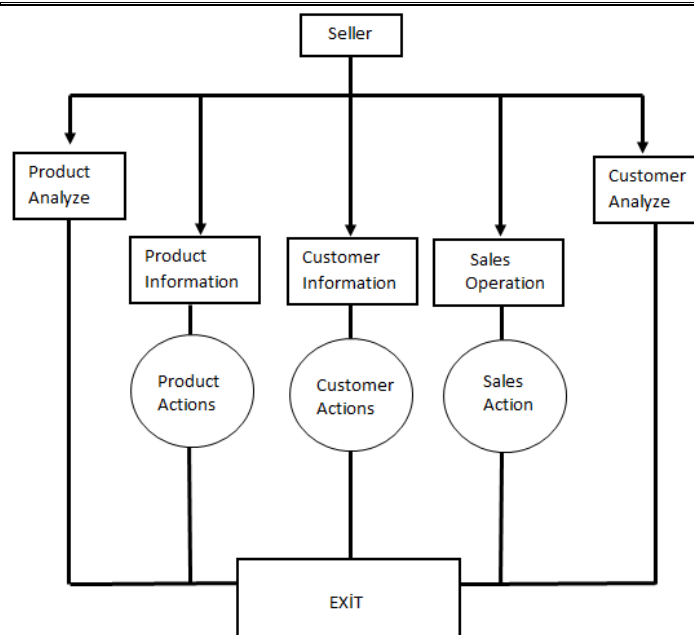 Seller
Product
Analyze
Customer
Analyze
Product
Information
Customer
Information
Sales
Operation
Product
Actions
Customer
Actions
Sales
Action
EXİT